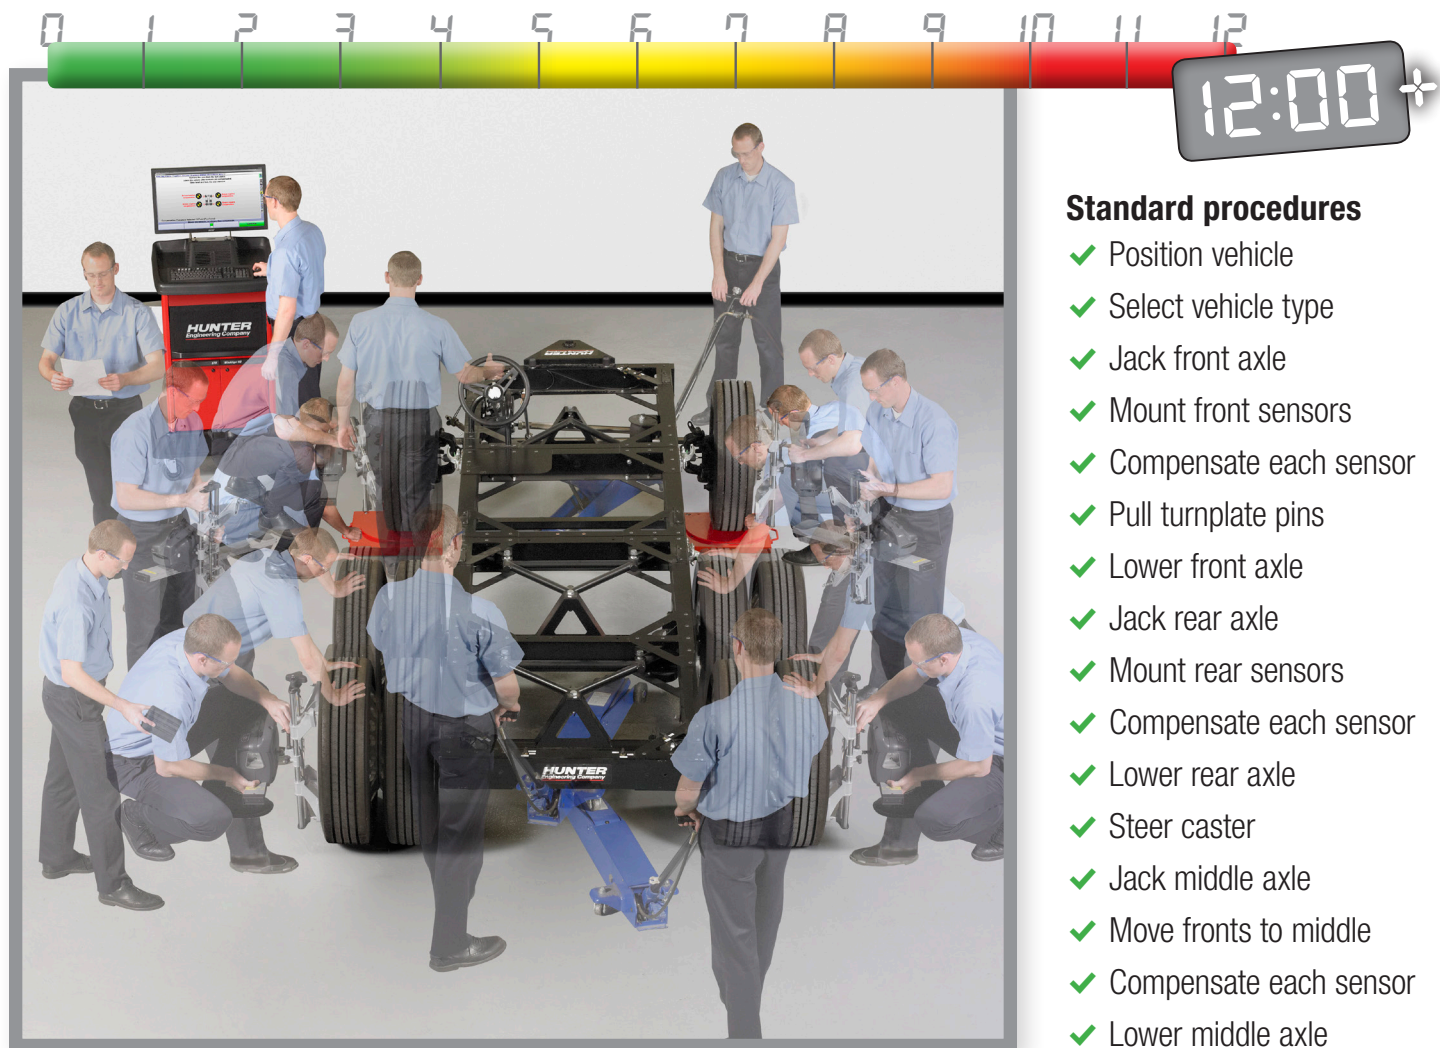 0 1 2 3 4 5 6 7 8 9 10 11 12
12:00+
Standard procedures
Position vehicle
Select vehicle type
Jack front axle
Mount front sensors
Compensate each sensor
Pull turnplate pins
Lower front axle
Jack rear axle
Mount rear sensors
Compensate each sensor
Lower rear axle
Steer caster
Jack middle axle
Move fronts to middle
Compensate each sensor
Lower middle axle
HUNTER
Engineering Company
HUNTER
HUNTER
Engineering Company